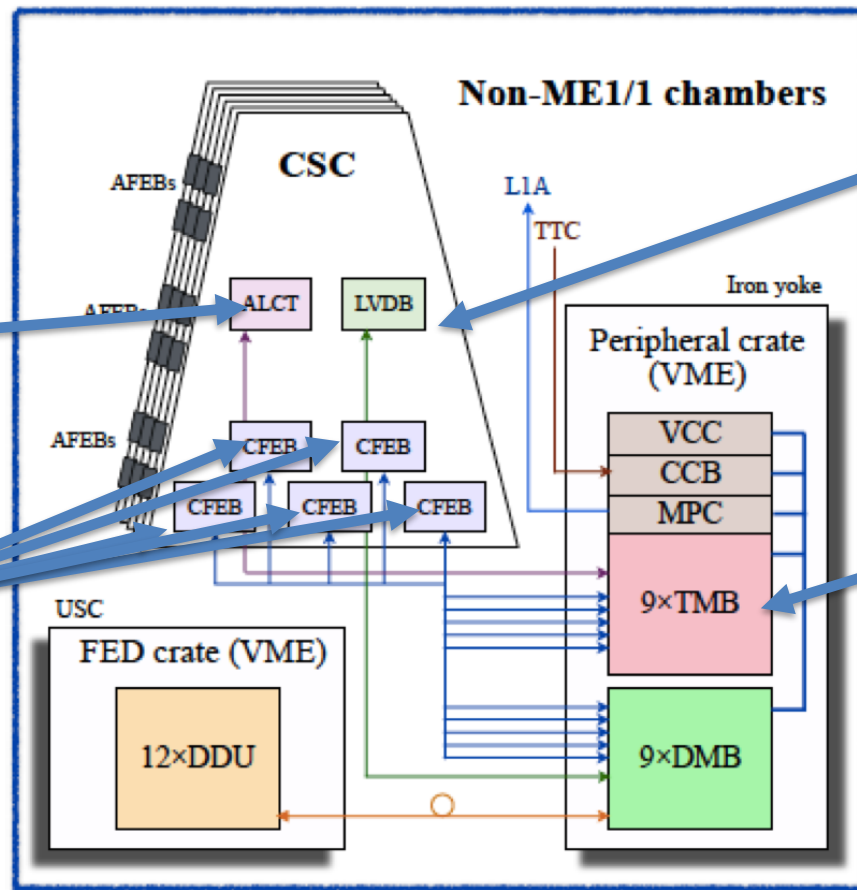 Non-ME1/1 chambers
CSC
AFEBs
L1A
TTC
Iron yoke
ALCT
LVDB
AFEBs
Peripheral crate
(VME)
AFEBs
CFEB
CFEB
VCC
CCB
MPC
CFEB
CFEB
CFEB
9×TMB
USC
FED crate (VME)
12×DDU
9×DMB